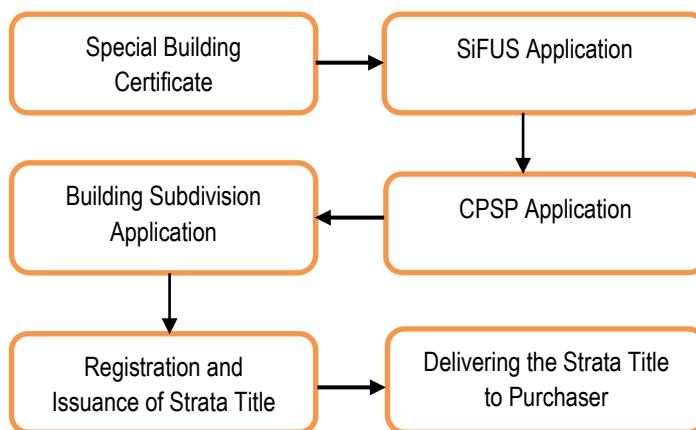 Special Building
Certificate
SiFUS Application
CPSP Application
Building Subdivision
Application
Registration and
Issuance of Strata Title
Delivering the Strata Title
to Purchaser